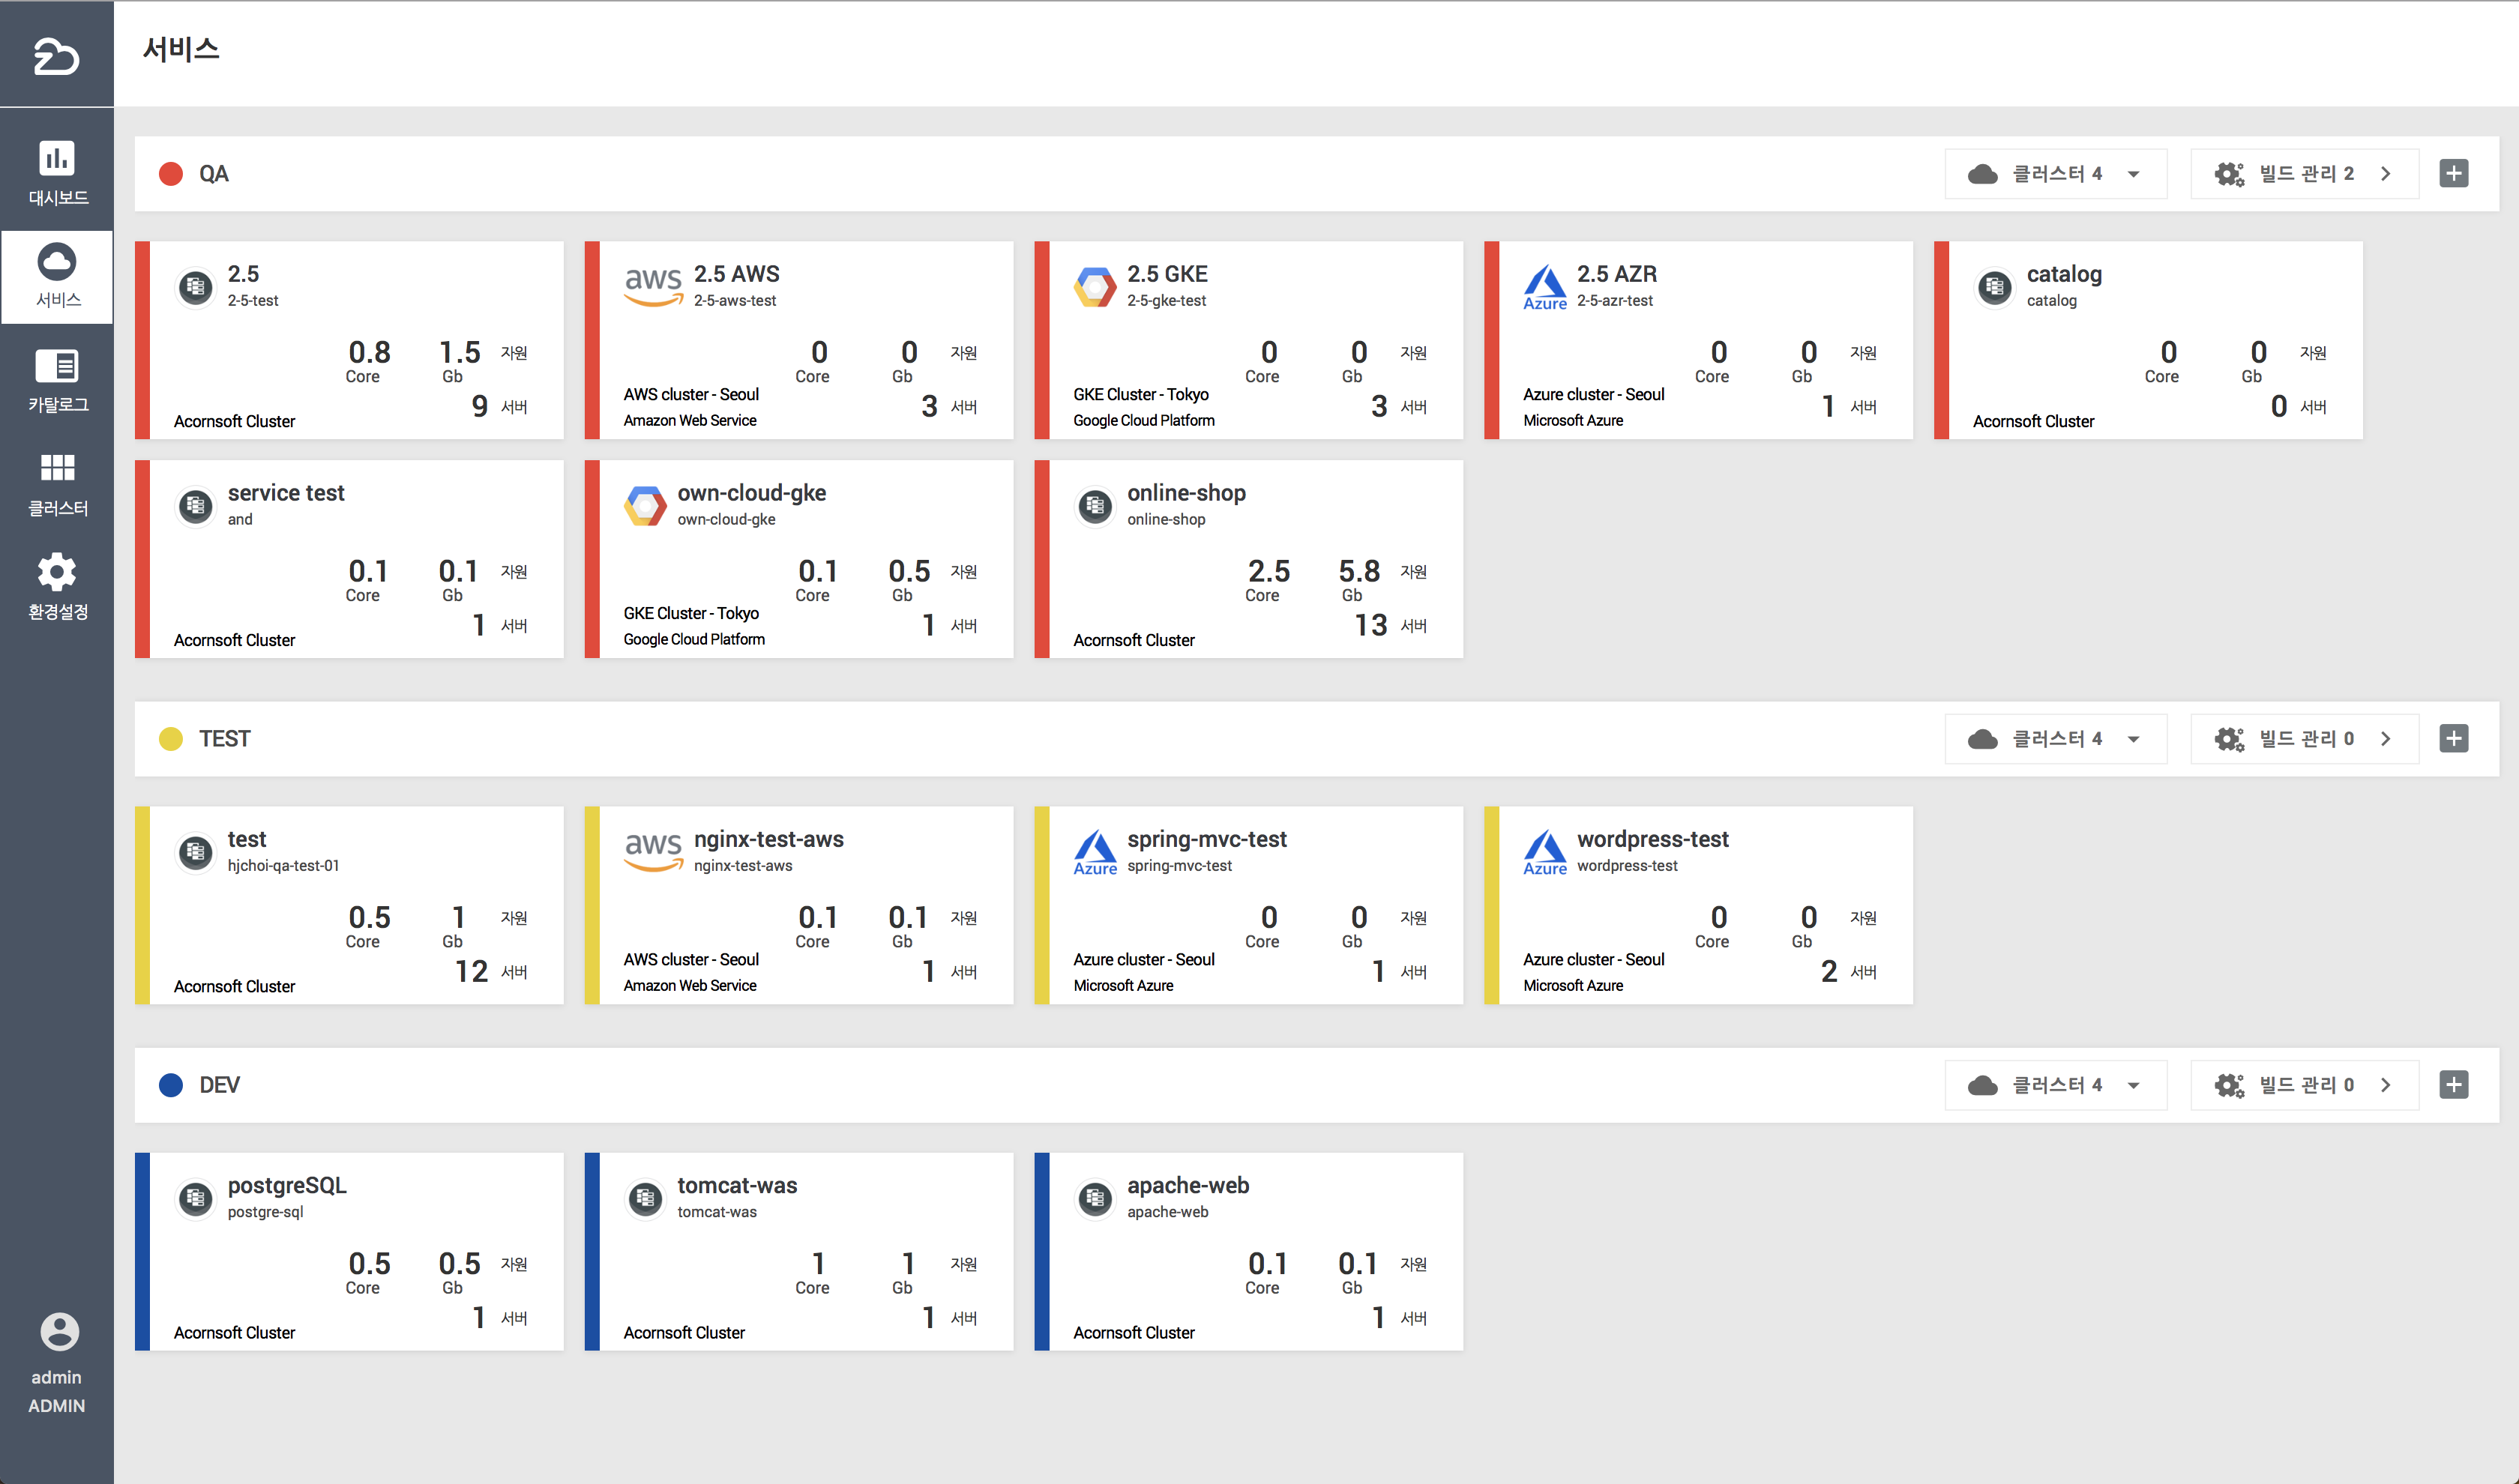 서비스
대시보드
서비스
카탈로그
클러스터
환경설정
admin
ADMIN
QA
클러스터 4
빌드 관리 2
2.5
2-5-test
0.8 1.5 자원
Core Gb
9 서버
Acornsoft Cluster
aws
2.5 AWS
2-5-aws-test
0 0 자원
Core Gb
AWS cluster - Seoul
3 서버
Amazon Web Service
2.5 GKE
2-5-gke-test
0 0 자원
Core Gb
GKE Cluster - Tokyo
3 서버
Google Cloud Platform
Azure
2.5 AZR
2-5-azr-test
0 0 자원
Core Gb
Azure cluster - Seoul
1 서버
Microsoft Azure
catalog
catalog
0 0 자원
Core Gb
0 서버
Acornsoft Cluster
service test
and
0.1 0.1 자원
Core Gb
1 서버
Acornsoft Cluster
own-cloud-gke
own-cloud-gke
0.1 0.5 자원
Core Gb
GKE Cluster - Tokyo
1 서버
Google Cloud Platform
online-shop
online-shop
2.5 5.8 자원
Core Gb
13 서버
Acornsoft Cluster
TEST
클러스터 4
빌드 관리 0
test
hjchoi-qa-test-01
0.5 1 자원
Core Gb
12 서버
Acornsoft Cluster
aws
nginx-test-aws
nginx-test-aws
0.1 0.1 자원
Core Gb
AWS cluster - Seoul
1 서버
Amazon Web Service
Azure
spring-mvc-test
spring-mvc-test
0 0 자원
Core Gb
Azure cluster - Seoul
1 서버
Microsoft Azure
Azure
wordpress-test
wordpress-test
0 0 자원
Core Gb
Azure cluster - Seoul
2 서버
Microsoft Azure
DEV
클러스터 4
빌드 관리 0
postgreSQL
postgre-sql
0.5 0.5 자원
Core Gb
1 서버
Acornsoft Cluster
tomcat-was
tomcat-was
1 1 자원
Core Gb
1 서버
Acornsoft Cluster
apache-web
apache-web
0.1 0.1 자원
Core Gb
1 서버
Acornsoft Cluster